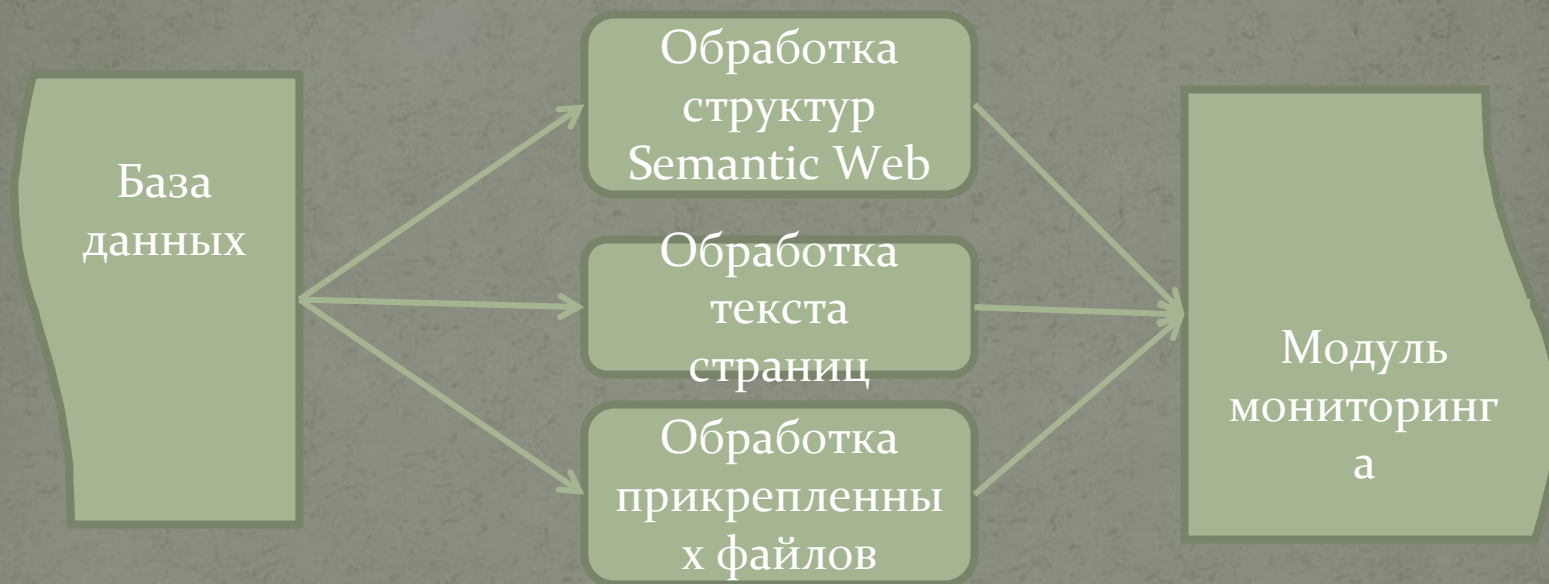 База
данных
Обработка
структур
Semantic Web
Обработка
текста
страниц
Обработка
прикрепленны
х файлов
Модуль
мониторинг
а